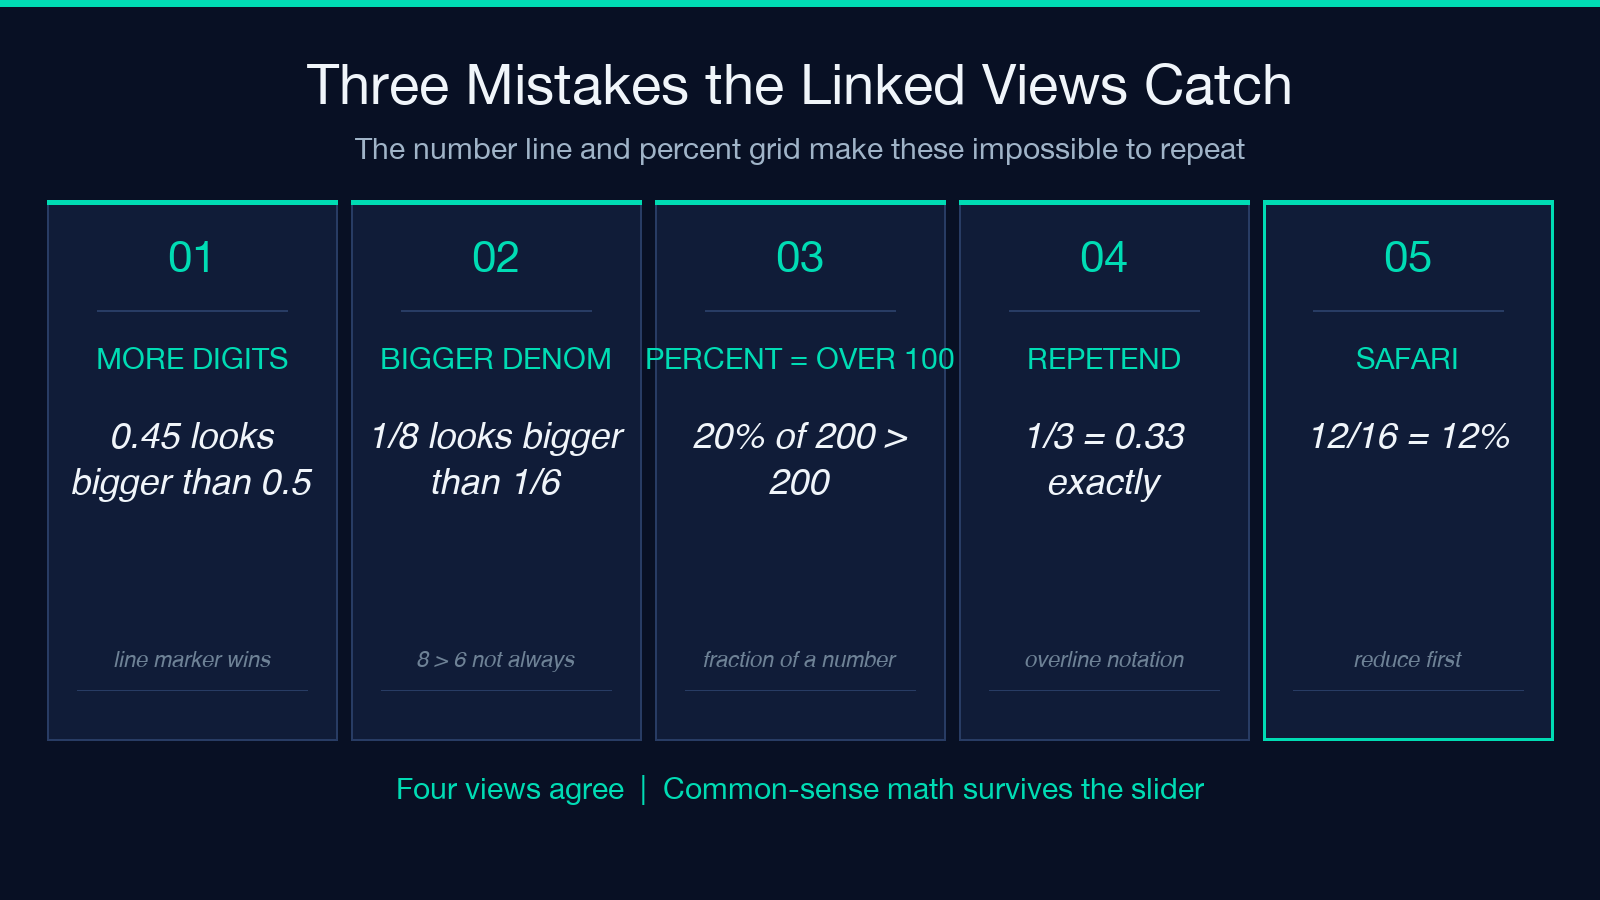 Three Mistakes the Linked Views Catch
The number line and percent grid make these impossible to repeat
01
MORE DIGITS
0.45 looks
bigger than 0.5
line marker wins
02
BIGGER DENOM
1/8 looks bigger
than 1/6
8 > 6 not always
03
PERCENT = OVER 100
20% of 200 >
200
fraction of a number
04
REPETEND
1/3 = 0.33
exactly
overline notation
05
SAFARI
12/16 = 12%
reduce first
Four views agree | Common-sense math survives the slider